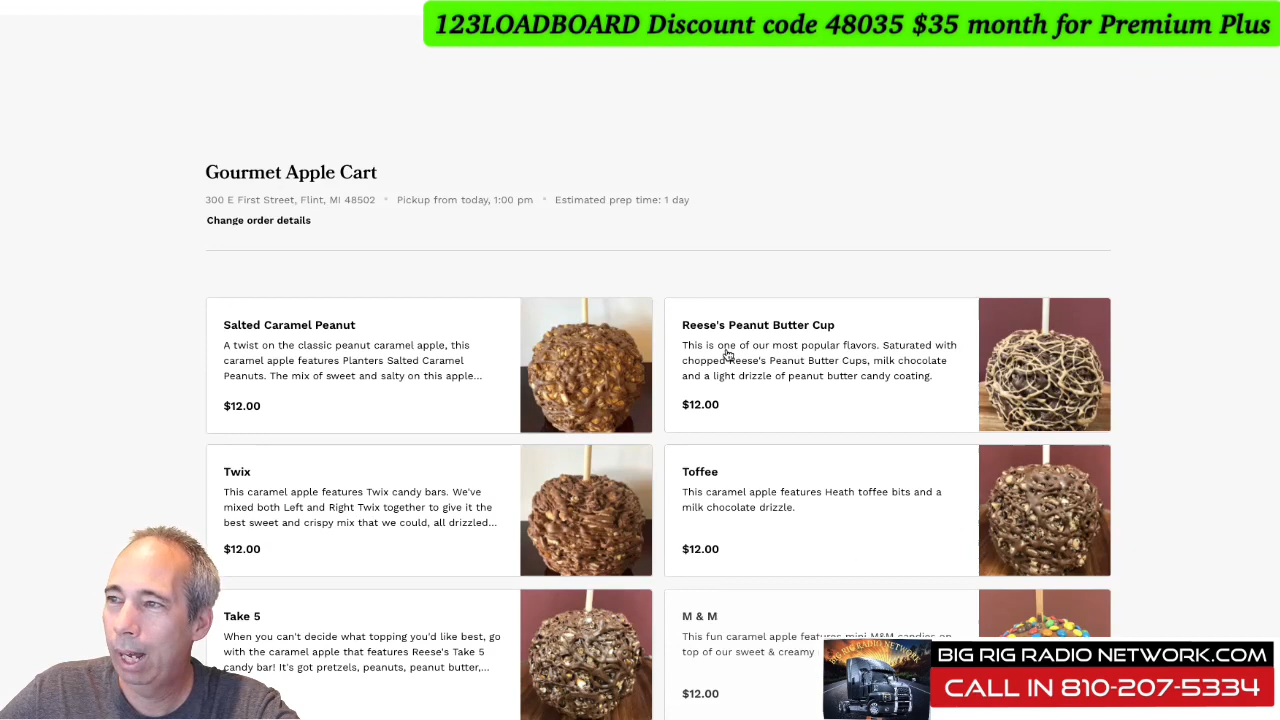 123LOADBOARD Discount code 48035 $35 month for Premium Plus
Gourmet Apple Cart
300 E First Street, Flint, MI 48502 • Pickup from today, 1:00 pm • Estimated prep time: 1 day
Change order details
Salted Caramel Peanut
A twist on the classic peanut caramel apple, this
caramel apple features Planters Salted Caramel
Peanuts. The mix of sweet and salty on this apple...
$12.00
Reese's Peanut Butter Cup
This is one of our most popular flavors. Saturated with
chopped Reese's Peanut Butter Cups, milk chocolate
and a light drizzle of peanut butter candy coating.
$12.00
Twix
This caramel apple features Twix candy bars. We've
mixed both Left and Right Twix together to give it the
best sweet and crispy mix that we could, all drizzled...
$12.00
Toffee
This caramel apple features Heath toffee bits and a
milk chocolate drizzle.
$12.00
Take 5
When you can't decide what topping you'd like best, go
with the caramel apple that features Reese's Take 5
candy bar! It's got pretzels, peanuts, peanut butter,...
M & M
This fun caramel apple features mini M&M candies on
top of our sweet & creamy
$12.00
BIG RIG RADIO NETWORK
BIG RIG RADIO NETWORK.COM
CALL IN 810-207-5334